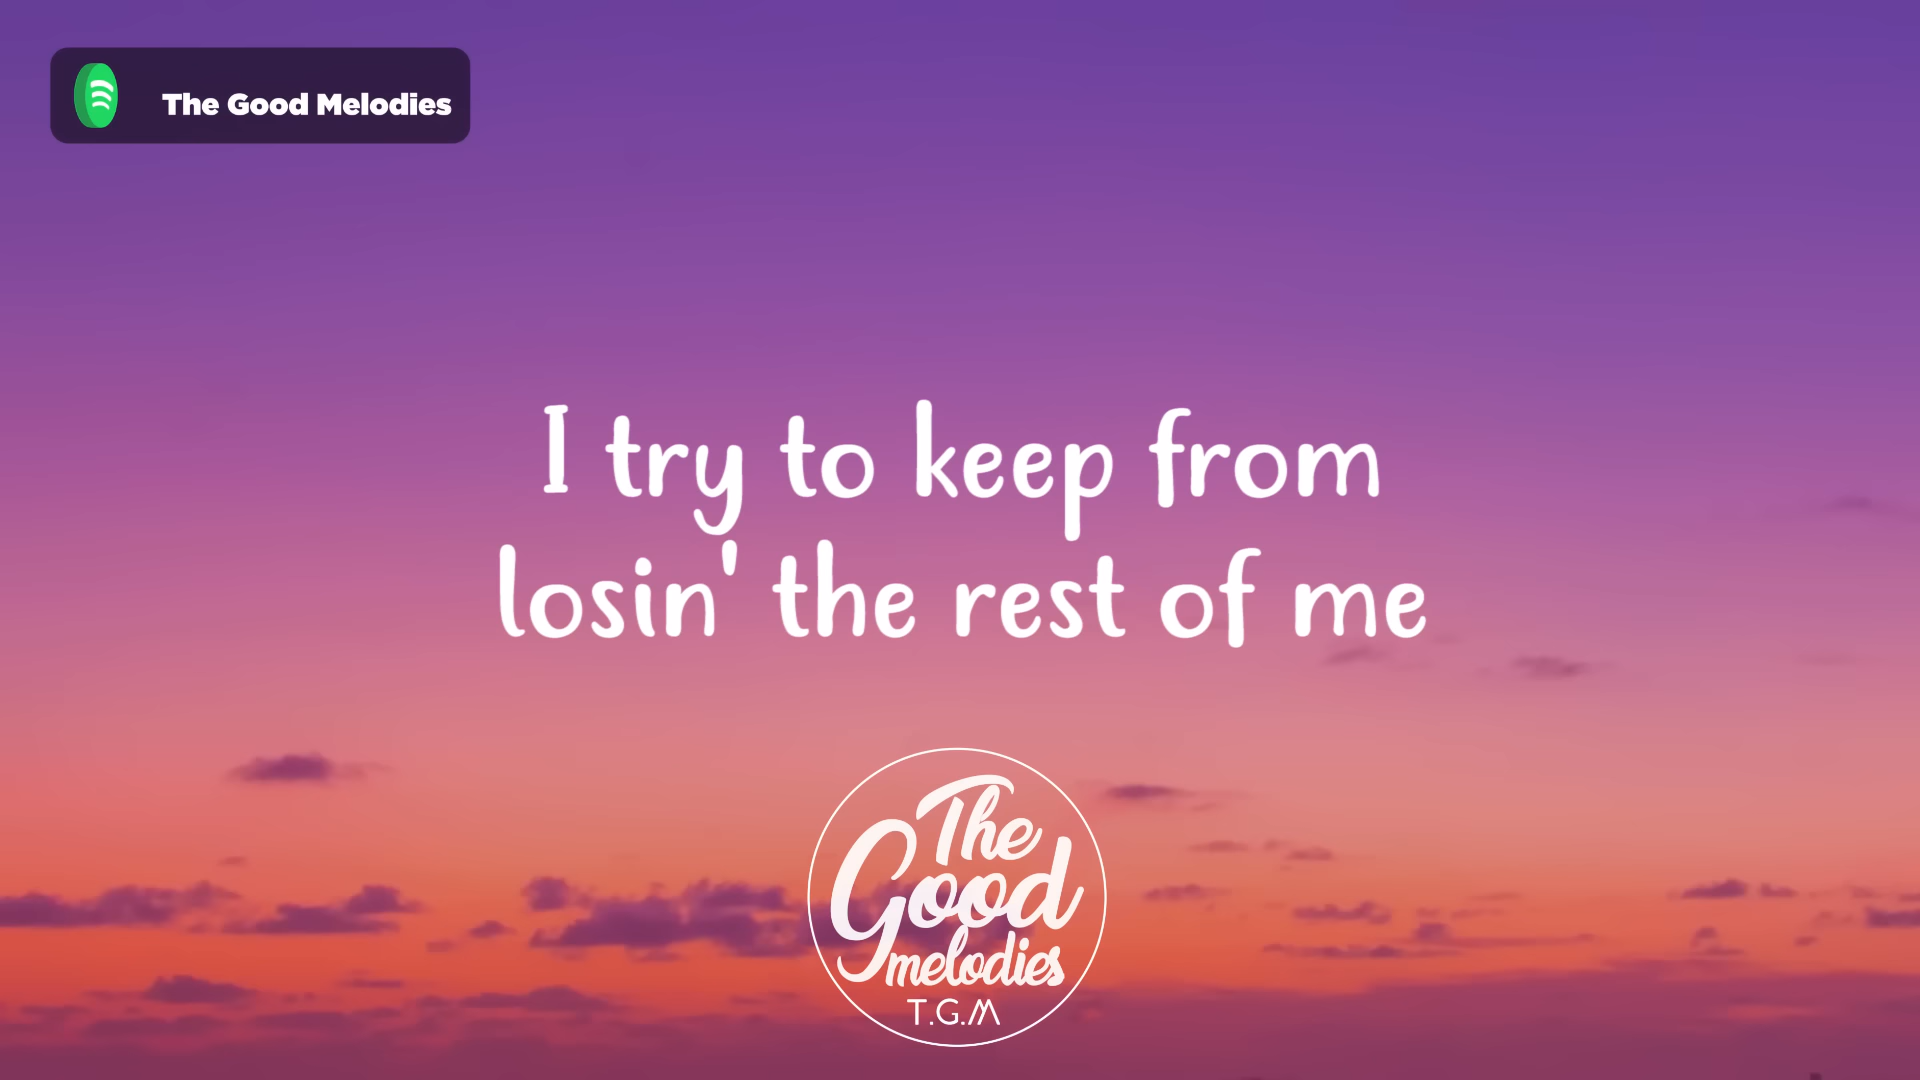 The Good Melodies
I try to keep from
losin' the rest of me
The
Good
melodies
T.G.M